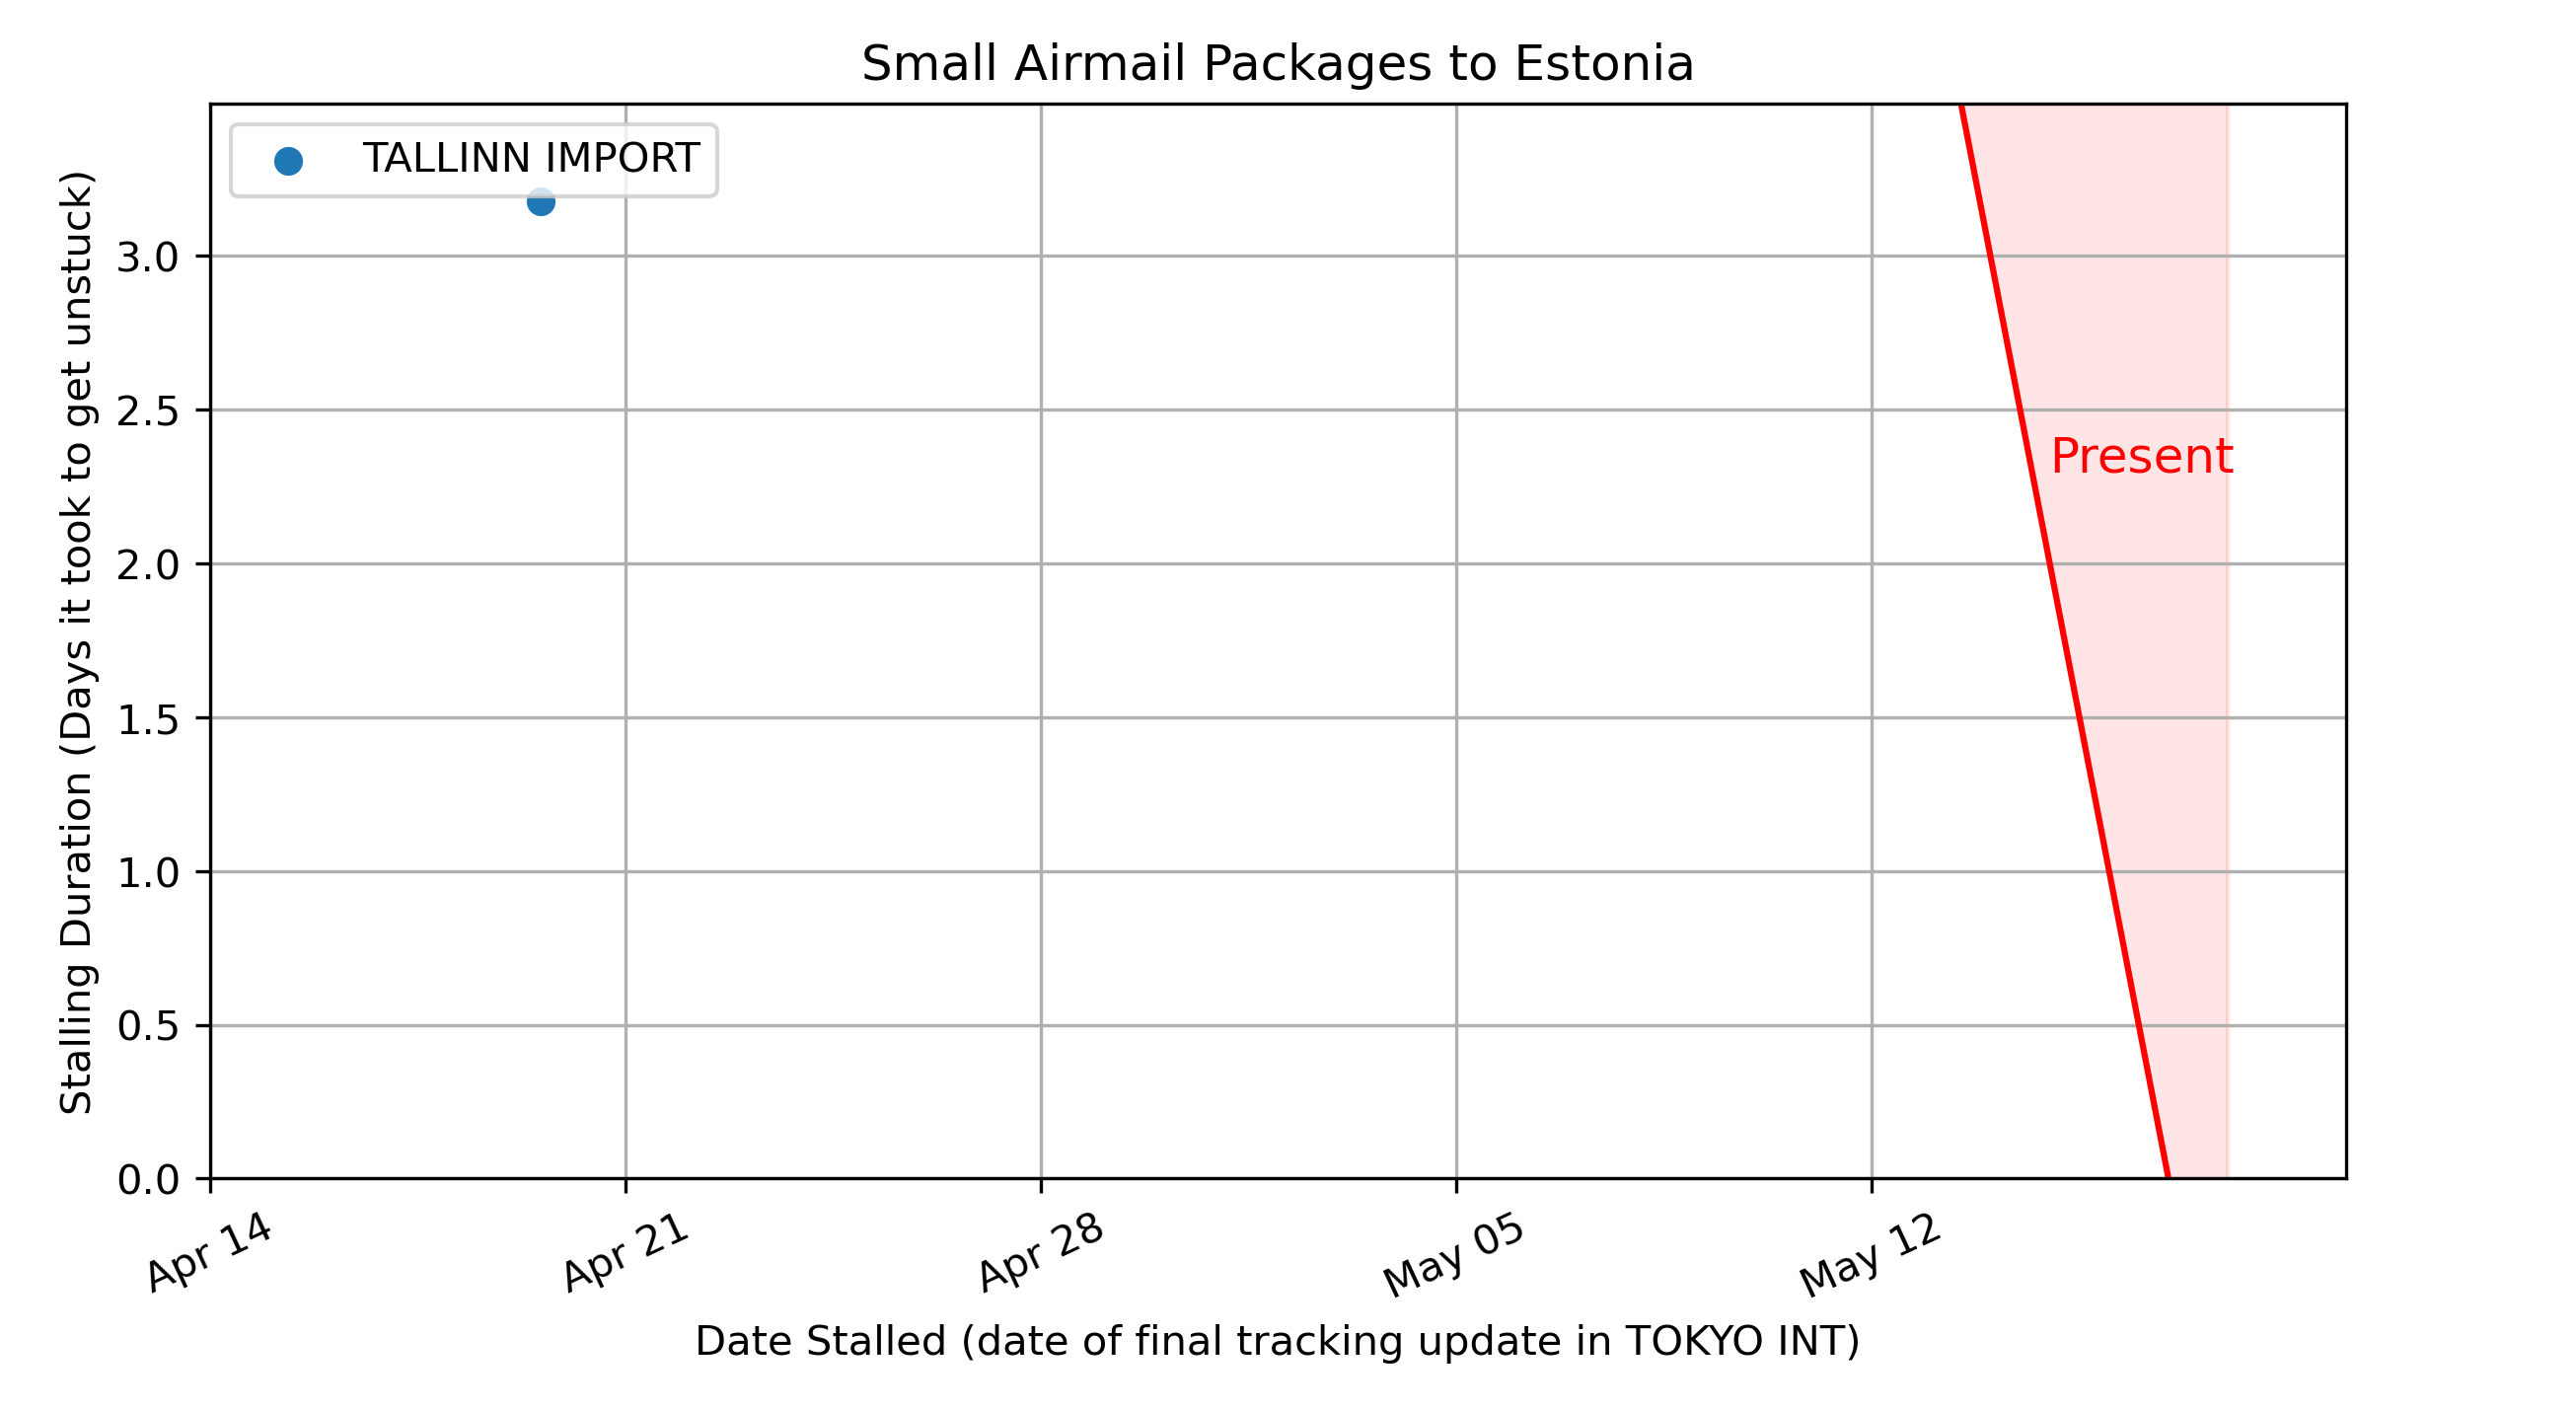 Small Airmail Packages to Estonia
TALLINN IMPORT
Stalling Duration (Days it took to get unstuck)
3.0
2.5
2.0
1.5
1.0
0.5
0.0
Present
Apr 14
Apr 21
Apr 28
May 05
May 12
Date Stalled (date of final tracking update in TOKYO INT)